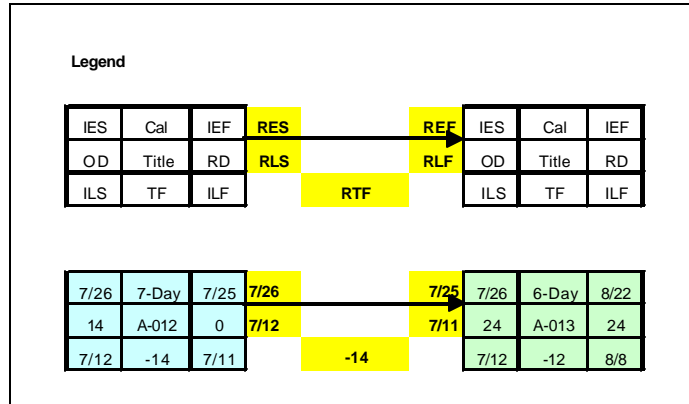 Legend
IES Cal IEF RES REF IES Cal IEF
OD Title RD RLS RLF OD Title RD
ILS TF ILF RTF ILS TF ILF
7/26 7-Day 7/25 7/26 7/25 7/26 6-Day 8/22
14 A-012 0 7/12 7/11 24 A-013 24
7/12 -14 7/11 -14 7/12 -12 8/8